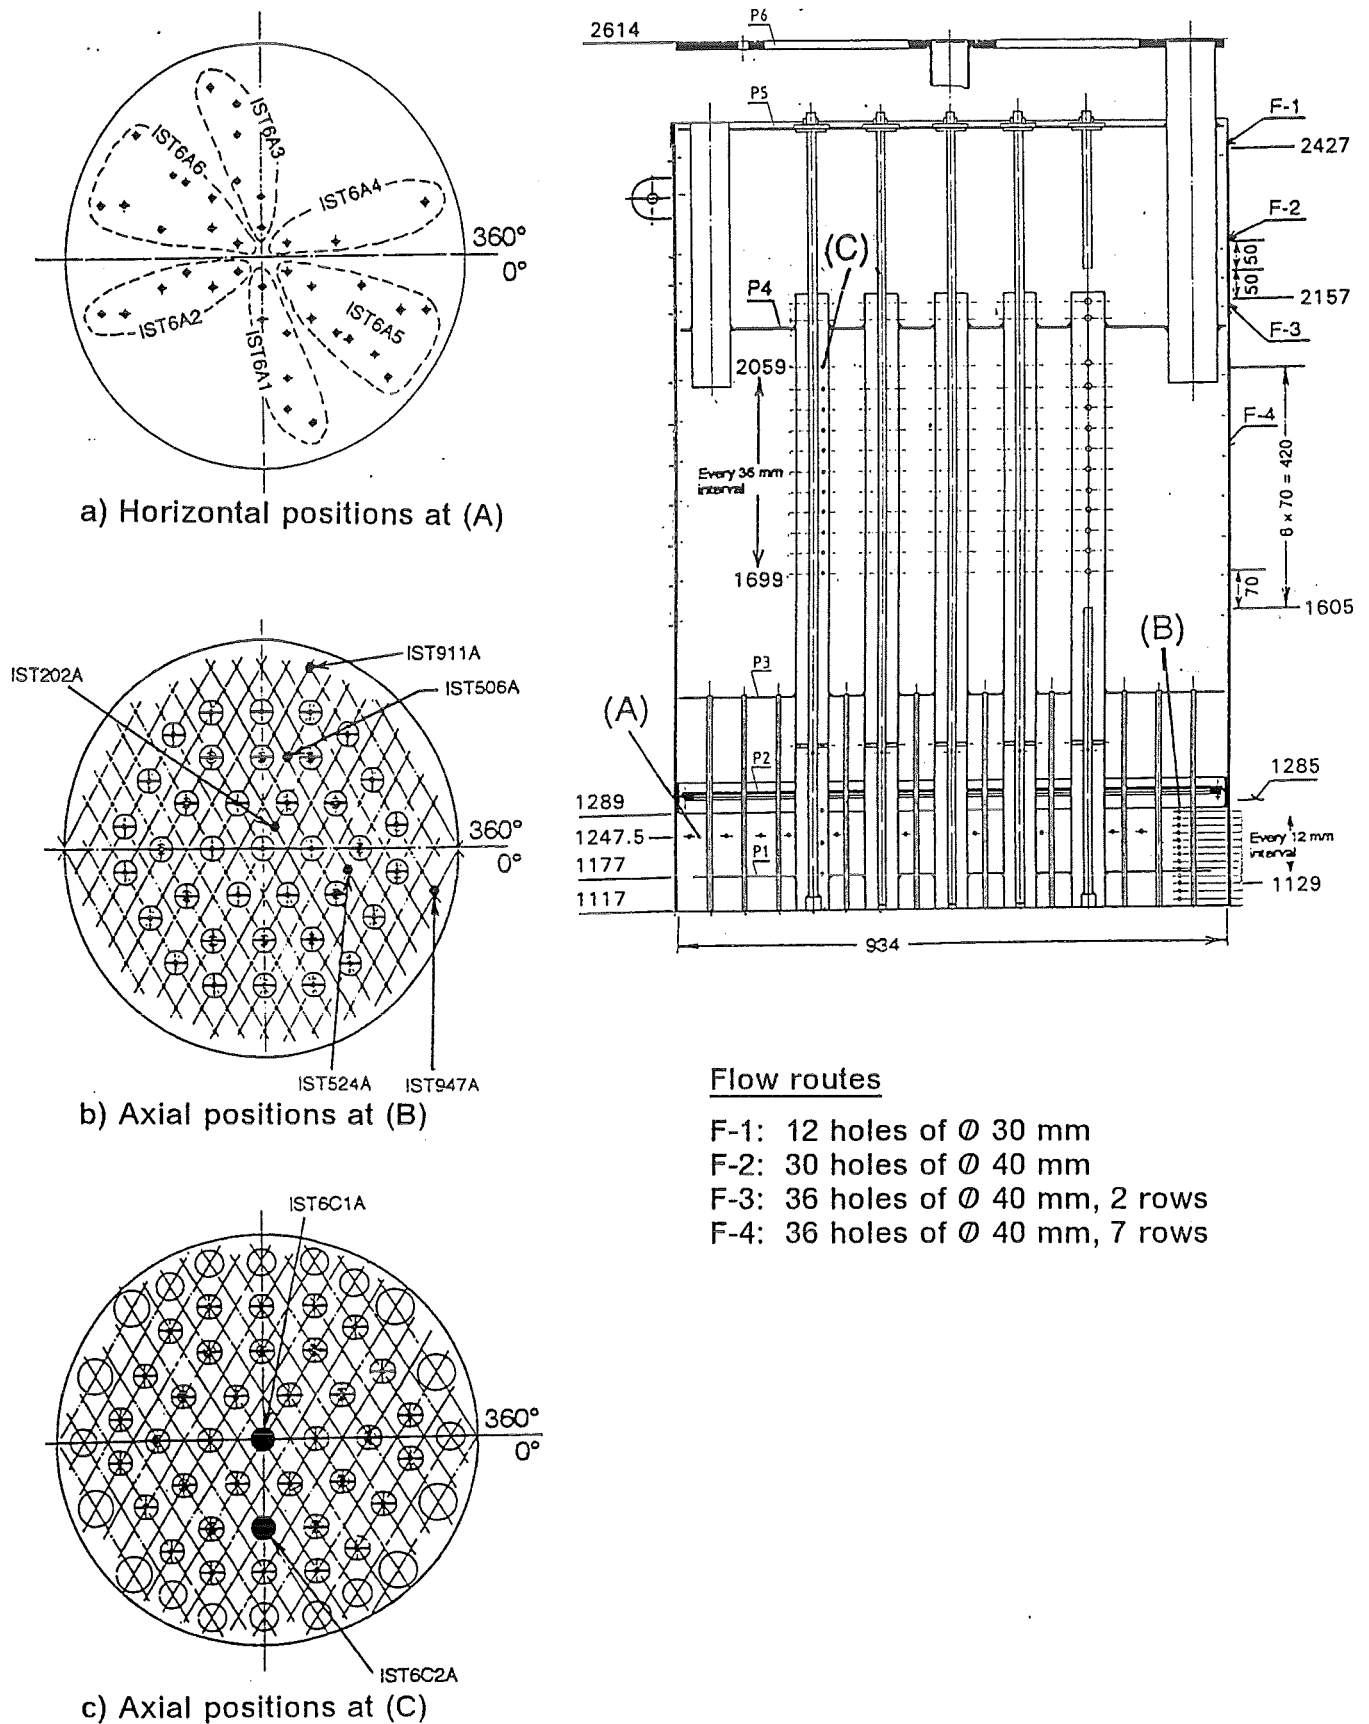 IST6A3
IST6A6
IST6A4
360°
0°
IST6A2
IST6A1
IST6A5
a) Horizontal positions at (A)
IST911A
IST202A
IST506A
360°
0°
IST524A
IST947A
b) Axial positions at (B)
IST6C1A
360°
0°
IST6C2A
c) Axial positions at (C)
2614
P6
P5
F-1
2427
F-2
(C)
50
50
P4
2157
F-3
2059
F-4
Every 36 mm
interval
6 x 70 = 420
1699
70
1605
(B)
P3
(A)
P2
1285
1289
1247.5
Every 12 mm
interval
P1
1177
1129
1117
934
Flow routes
F-1: 12 holes of Ø 30 mm
F-2: 30 holes of Ø 40 mm
F-3: 36 holes of Ø 40 mm, 2 rows
F-4: 36 holes of Ø 40 mm, 7 rows